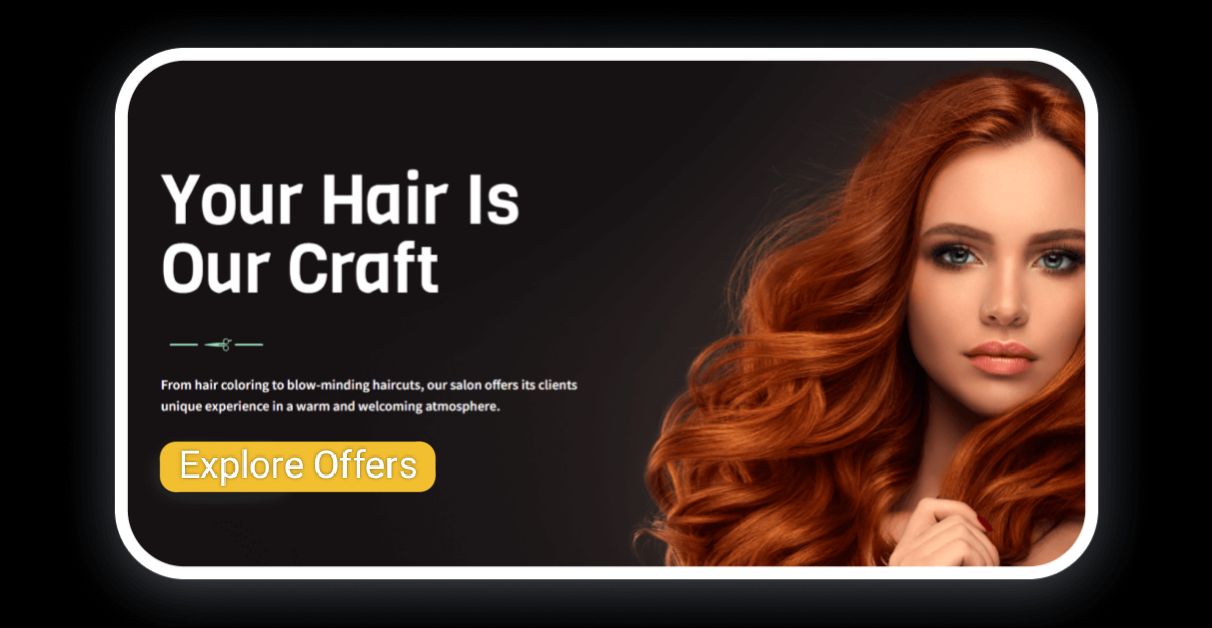 Your Hair Is
Our Craft
From hair coloring to blow-minding haircuts, our salon offers its clients
unique experience in a warm and welcoming atmosphere.
Explore Offers